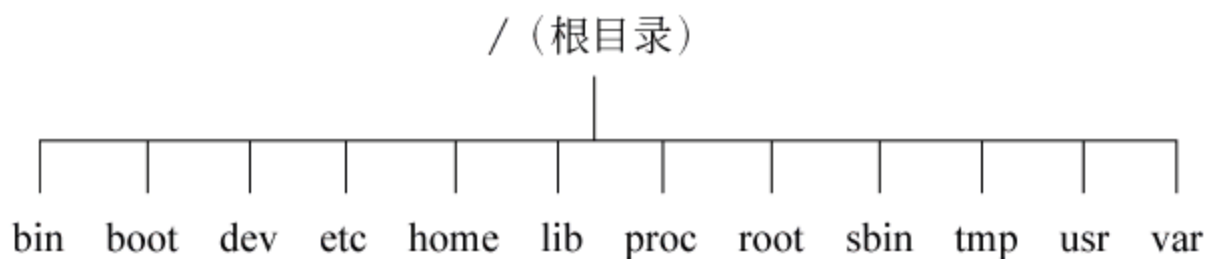 /（根目录）
bin boot dev etc home lib proc root sbin tmp usr var